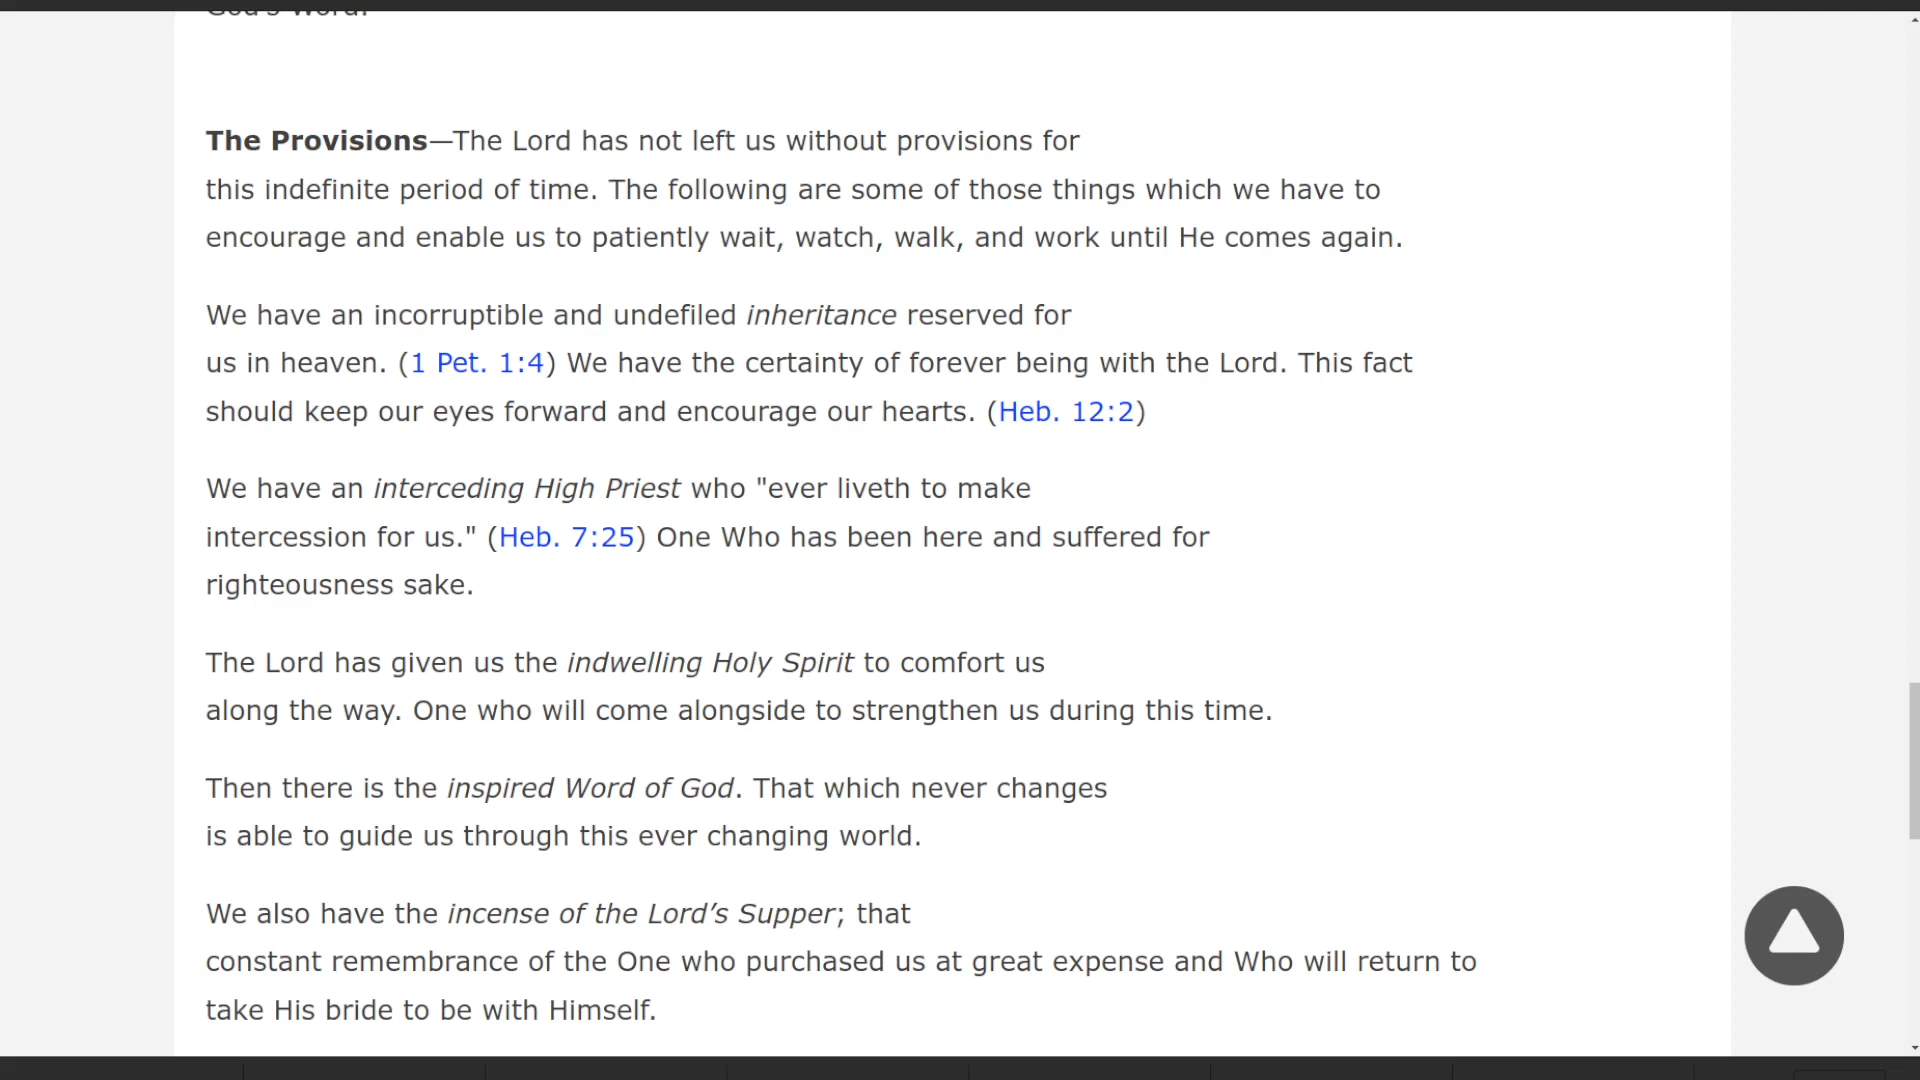 God's Word.
The Provisions—The Lord has not left us without provisions for
this indefinite period of time. The following are some of those things which we have to
encourage and enable us to patiently wait, watch, walk, and work until He comes again.
We have an incorruptible and undefiled inheritance reserved for
us in heaven. (1 Pet. 1:4) We have the certainty of forever being with the Lord. This fact
should keep our eyes forward and encourage our hearts. (Heb. 12:2)
We have an interceding High Priest who "ever liveth to make
intercession for us." (Heb. 7:25) One Who has been here and suffered for
righteousness sake.
The Lord has given us the indwelling Holy Spirit to comfort us
along the way. One who will come alongside to strengthen us during this time.
Then there is the inspired Word of God. That which never changes
is able to guide us through this ever changing world.
We also have the incense of the Lord’s Supper; that
constant remembrance of the One who purchased us at great expense and Who will return to
take His bride to be with Himself.